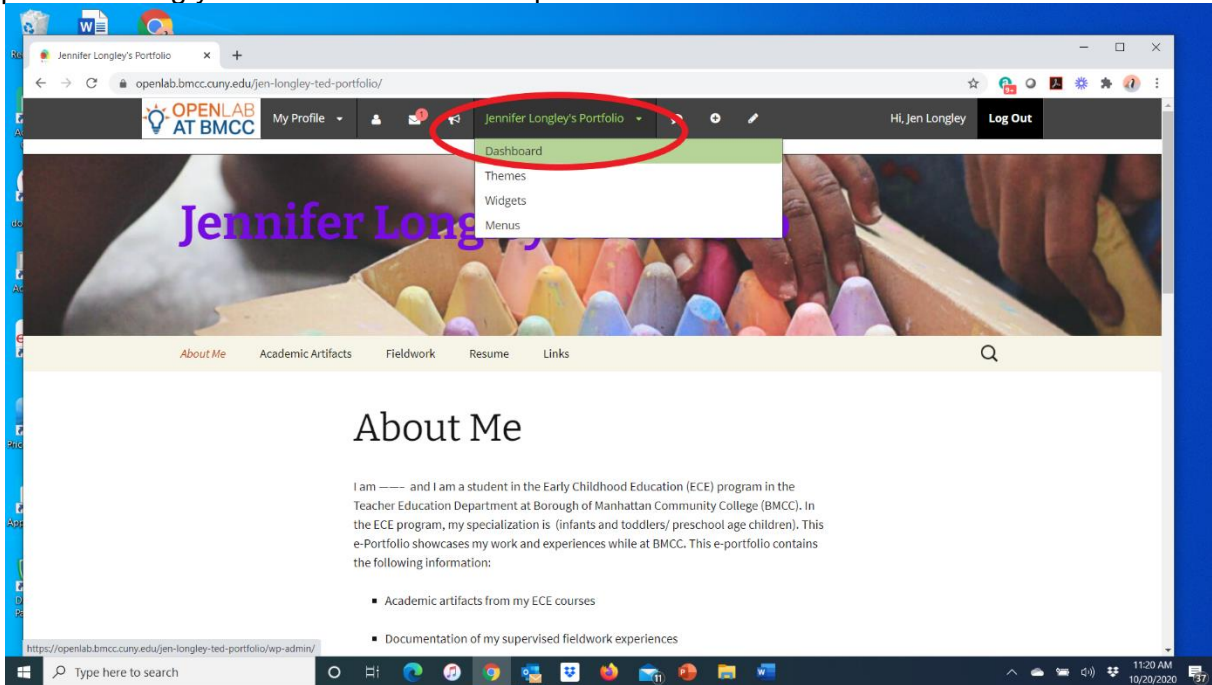 Jennifer Longley's Portfolio
openlab.bmcc.cuny.edu/jen-longley-ted-portfolio/
OPENLAB
AT BMCC
My Profile
1
Jennifer Longley's Portfolio
Hi, Jen Longley
Log Out
Dashboard
Themes
Widgets
Menus
Jennifer
About Me
Academic Artifacts
Fieldwork
Resume
Links
About Me
I am ——– and I am a student in the Early Childhood Education (ECE) program in the
Teacher Education Department at Borough of Manhattan Community College (BMCC). In
the ECE program, my specialization is (infants and toddlers/ preschool age children). This
e-Portfolio showcases my work and experiences while at BMCC. This e-portfolio contains
the following information:
▪ Academic artifacts from my ECE courses
▪ Documentation of my supervised fieldwork experiences
https://openlab.bmcc.cuny.edu/jen-longley-ted-portfolio/wp-admin/
Type here to search
11
11:20 AM
10/20/2020
37